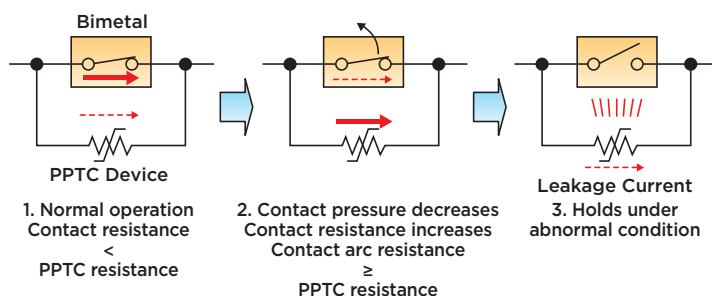 Bimetal
PPTC Device
Leakage Current
1. Normal operation
Contact resistance
<
PPTC resistance
2. Contact pressure decreases
Contact resistance increases
Contact arc resistance
≥
PPTC resistance
3. Holds under
abnormal condition